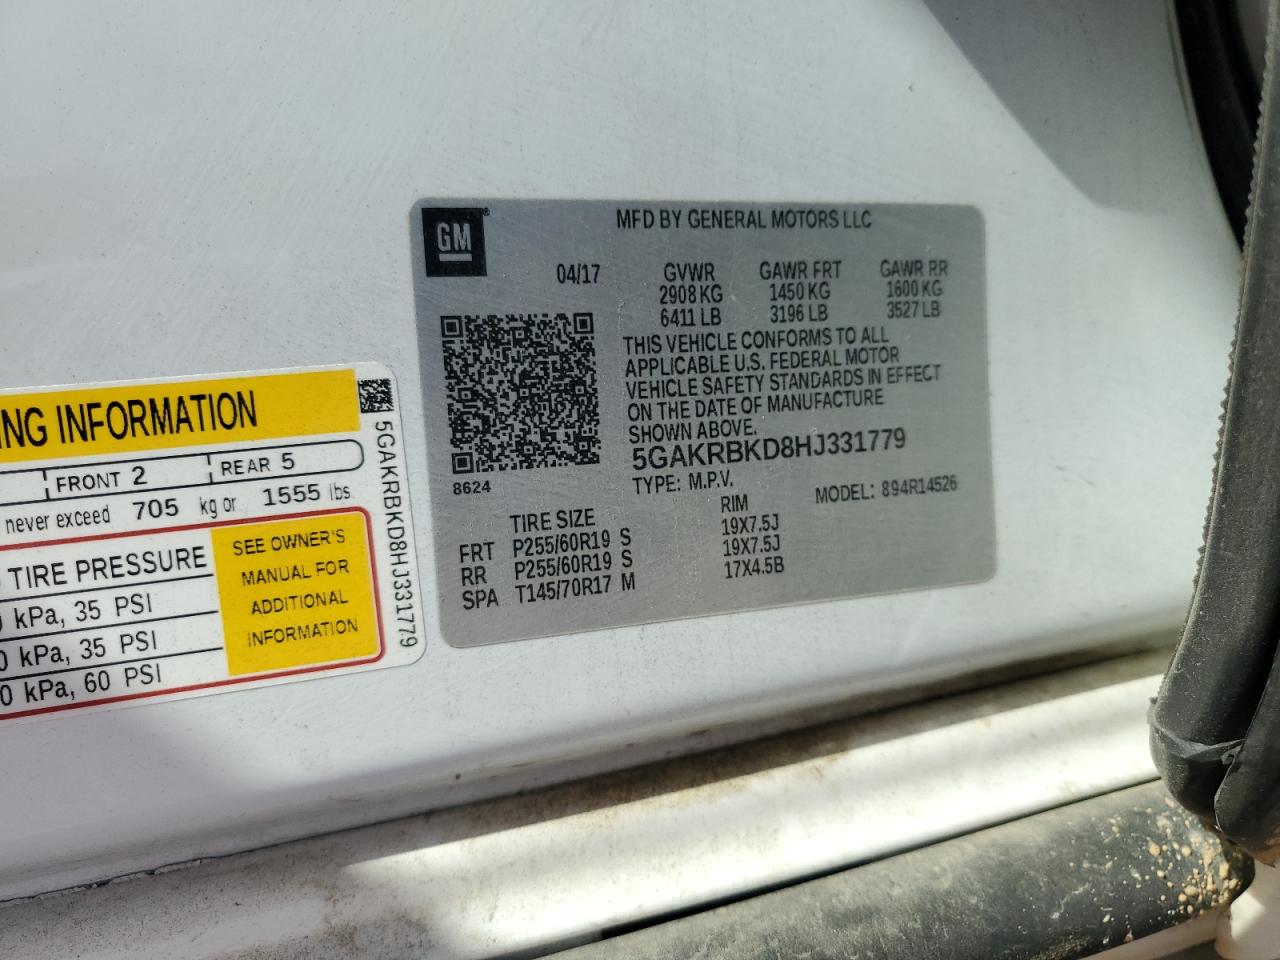 GM
MFD BY GENERAL MOTORS LLC
04/17
GVWR GAWR FRT GAWR RR
2908 KG 1450 KG 1600 KG
6411 LB 3196 LB 3527 LB
THIS VEHICLE CONFORMS TO ALL
APPLICABLE U.S. FEDERAL MOTOR
VEHICLE SAFETY STANDARDS IN EFFECT
ON THE DATE OF MANUFACTURE
SHOWN ABOVE.
5GAKRBKD8HJ331779
8624
TYPE: M.P.V. MODEL: 894R14526
TIRE SIZE RIM
FRT P255/60R19 S 19X7.5J
RR P255/60R19 S 19X7.5J
SPA T145/70R17 M 17X4.5B
ING INFORMATION
FRONT 2 REAR 5
never exceed 705 kg or 1555 lbs.
TIRE PRESSURE
kPa, 35 PSI
0 kPa, 35 PSI
0 kPa, 60 PSI
SEE OWNER'S
MANUAL FOR
ADDITIONAL
INFORMATION
5GAKRBKD8HJ331779